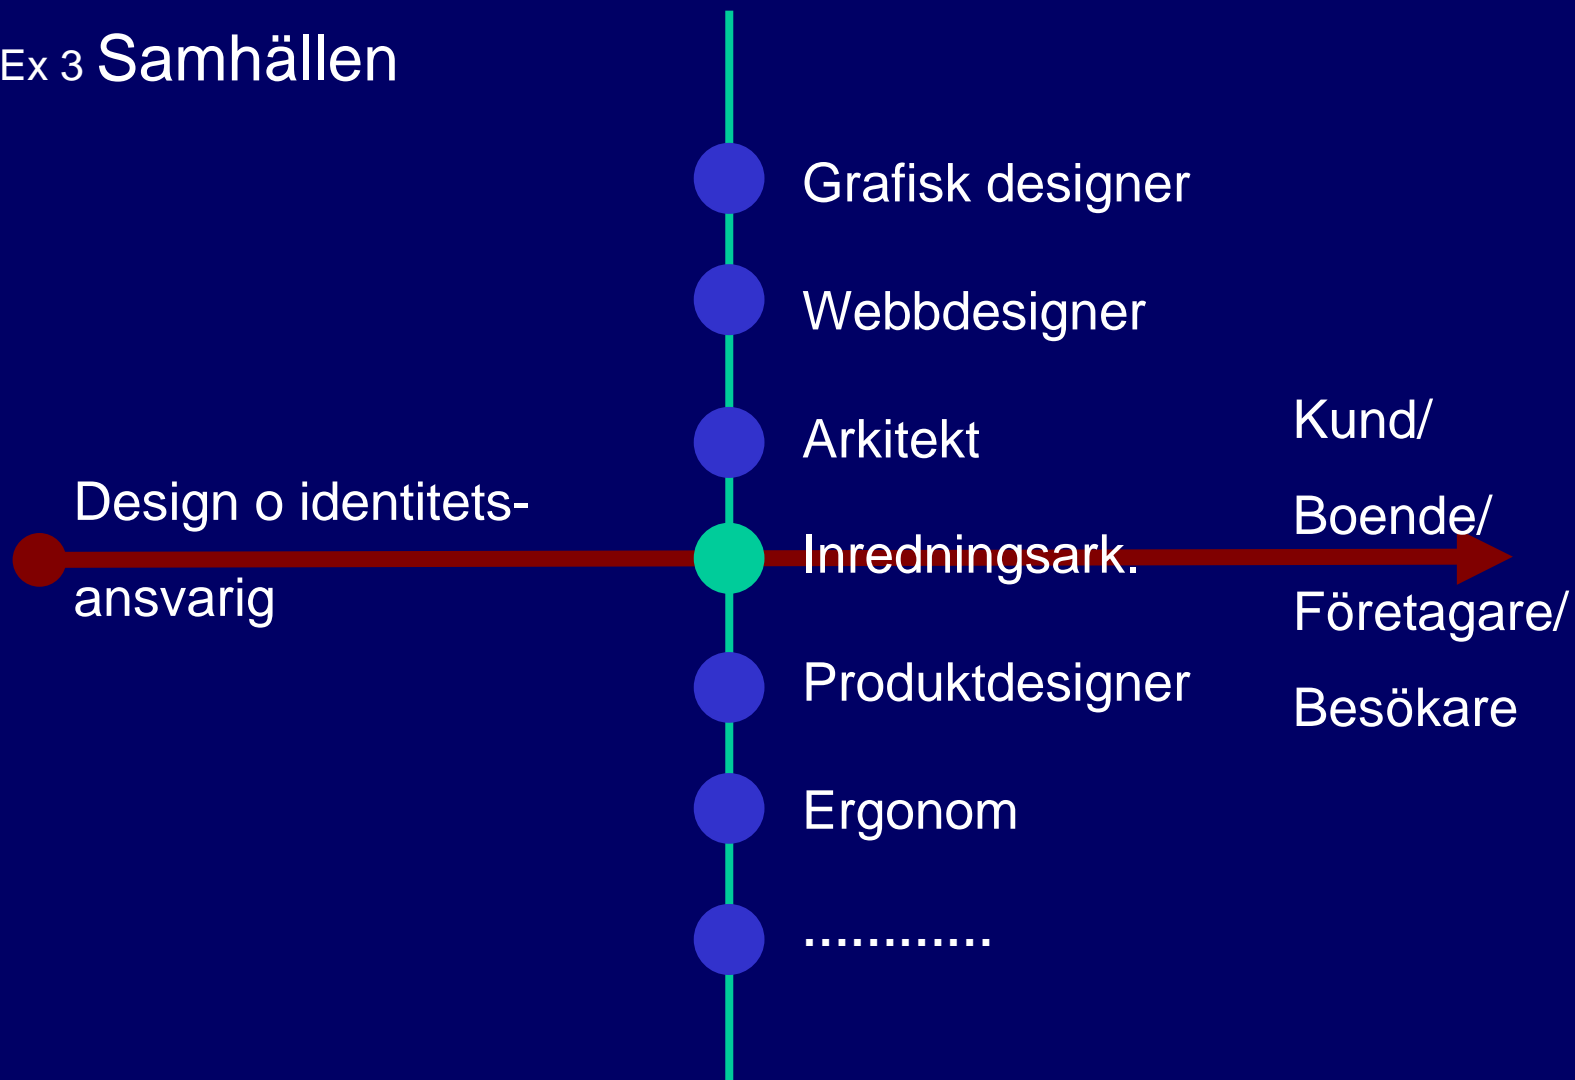 Ex 3 Samhällen
Grafisk designer
Webbdesigner
Arkitekt
Inredningsark.
Produktdesigner
Ergonom
............
Design o identitets-
ansvarig
Kund/
Boende/
Företagare/
Besökare